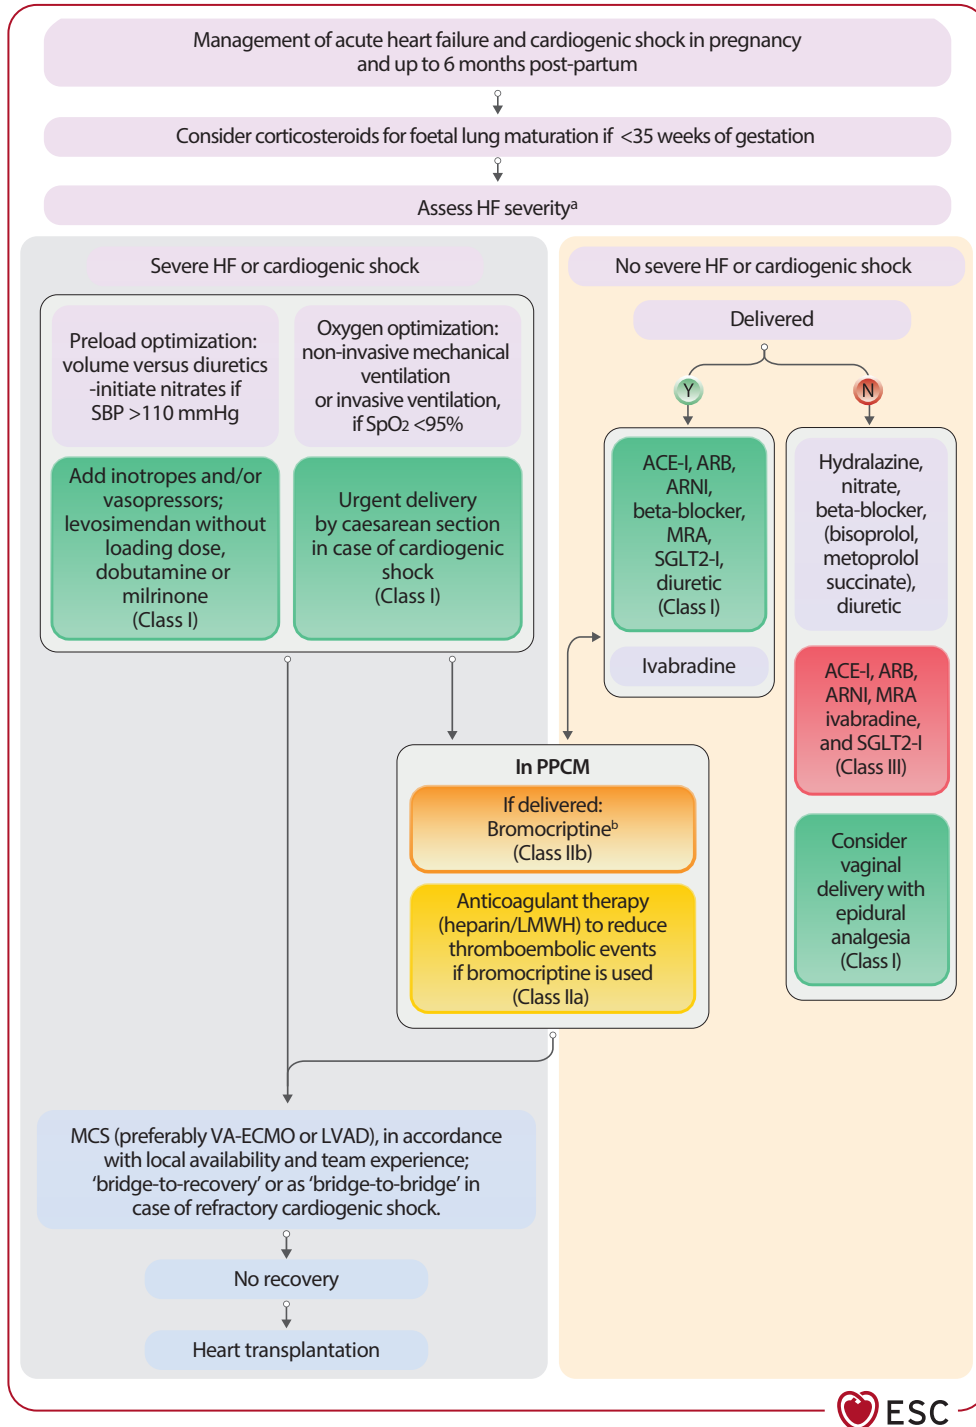 Management of acute heart failure and cardiogenic shock in pregnancy
and up to 6 months post-partum
Consider corticosteroids for foetal lung maturation if <35 weeks of gestation
Assess HF severityᵃ
Severe HF or cardiogenic shock
Preload optimization:
volume versus diuretics
-initiate nitrates if
SBP >110 mmHg
Oxygen optimization:
non-invasive mechanical
ventilation
or invasive ventilation,
if SpO₂ <95%
Add inotropes and/or
vasopressors;
levosimendan without
loading dose,
dobutamine or
milrinone
(Class I)
Urgent delivery
by caesarean section
in case of cardiogenic
shock
(Class I)
No severe HF or cardiogenic shock
Delivered
Y
N
ACE-I, ARB,
ARNI,
beta-blocker,
MRA,
SGLT2-I,
diuretic
(Class I)
Ivabradine
Hydralazine,
nitrate,
beta-blocker,
(bisoprolol,
metoprolol
succinate),
diuretic
ACE-I, ARB,
ARNI, MRA
ivabradine,
and SGLT2-I
(Class III)
Consider
vaginal
delivery with
epidural
analgesia
(Class I)
In PPCM
If delivered:
Bromocriptineᵇ
(Class IIb)
Anticoagulant therapy
(heparin/LMWH) to reduce
thromboembolic events
if bromocriptine is used
(Class IIa)
MCS (preferably VA-ECMO or LVAD), in accordance
with local availability and team experience;
‘bridge-to-recovery’ or as ‘bridge-to-bridge’ in
case of refractory cardiogenic shock.
No recovery
Heart transplantation
ESC